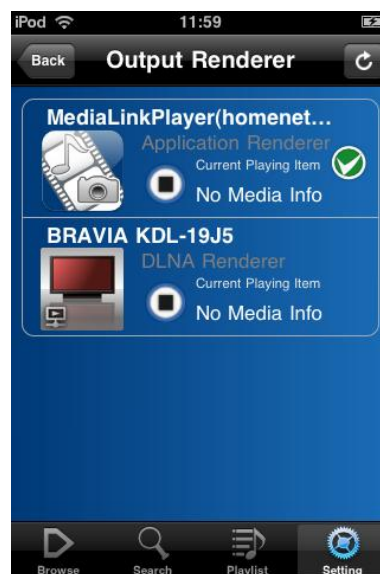 iPod 11:59
Back Output Renderer
MediaLinkPlayer(homenet...
Application Renderer
Current Playing Item
No Media Info
BRAVIA KDL-19J5
DLNA Renderer
Current Playing Item
No Media Info
Browse Search Playlist Setting